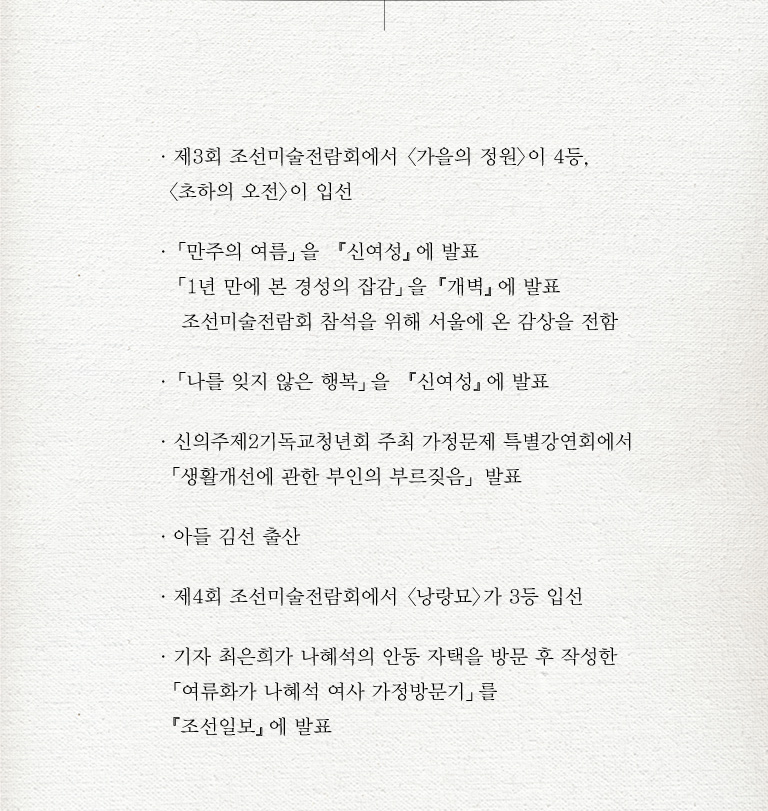 · 제3회 조선미술전람회에서 〈가을의 정원〉이 4등,
〈초하의 오전〉이 입선
· 「만주의 여름」을 『신여성』에 발표
「1년 만에 본 경성의 잡감」을 『개벽』에 발표
조선미술전람회 참석을 위해 서울에 온 감상을 전함
· 「나를 잊지 않은 행복」을 『신여성』에 발표
· 신의주제2기독교청년회 주최 가정문제 특별강연회에서
「생활개선에 관한 부인의 부르짖음」 발표
· 아들 김선 출산
· 제4회 조선미술전람회에서 〈낭랑묘〉가 3등 입선
· 기자 최은희가 나혜석의 안동 자택을 방문 후 작성한
「여류화가 나혜석 여사 가정방문기」를
『조선일보』에 발표